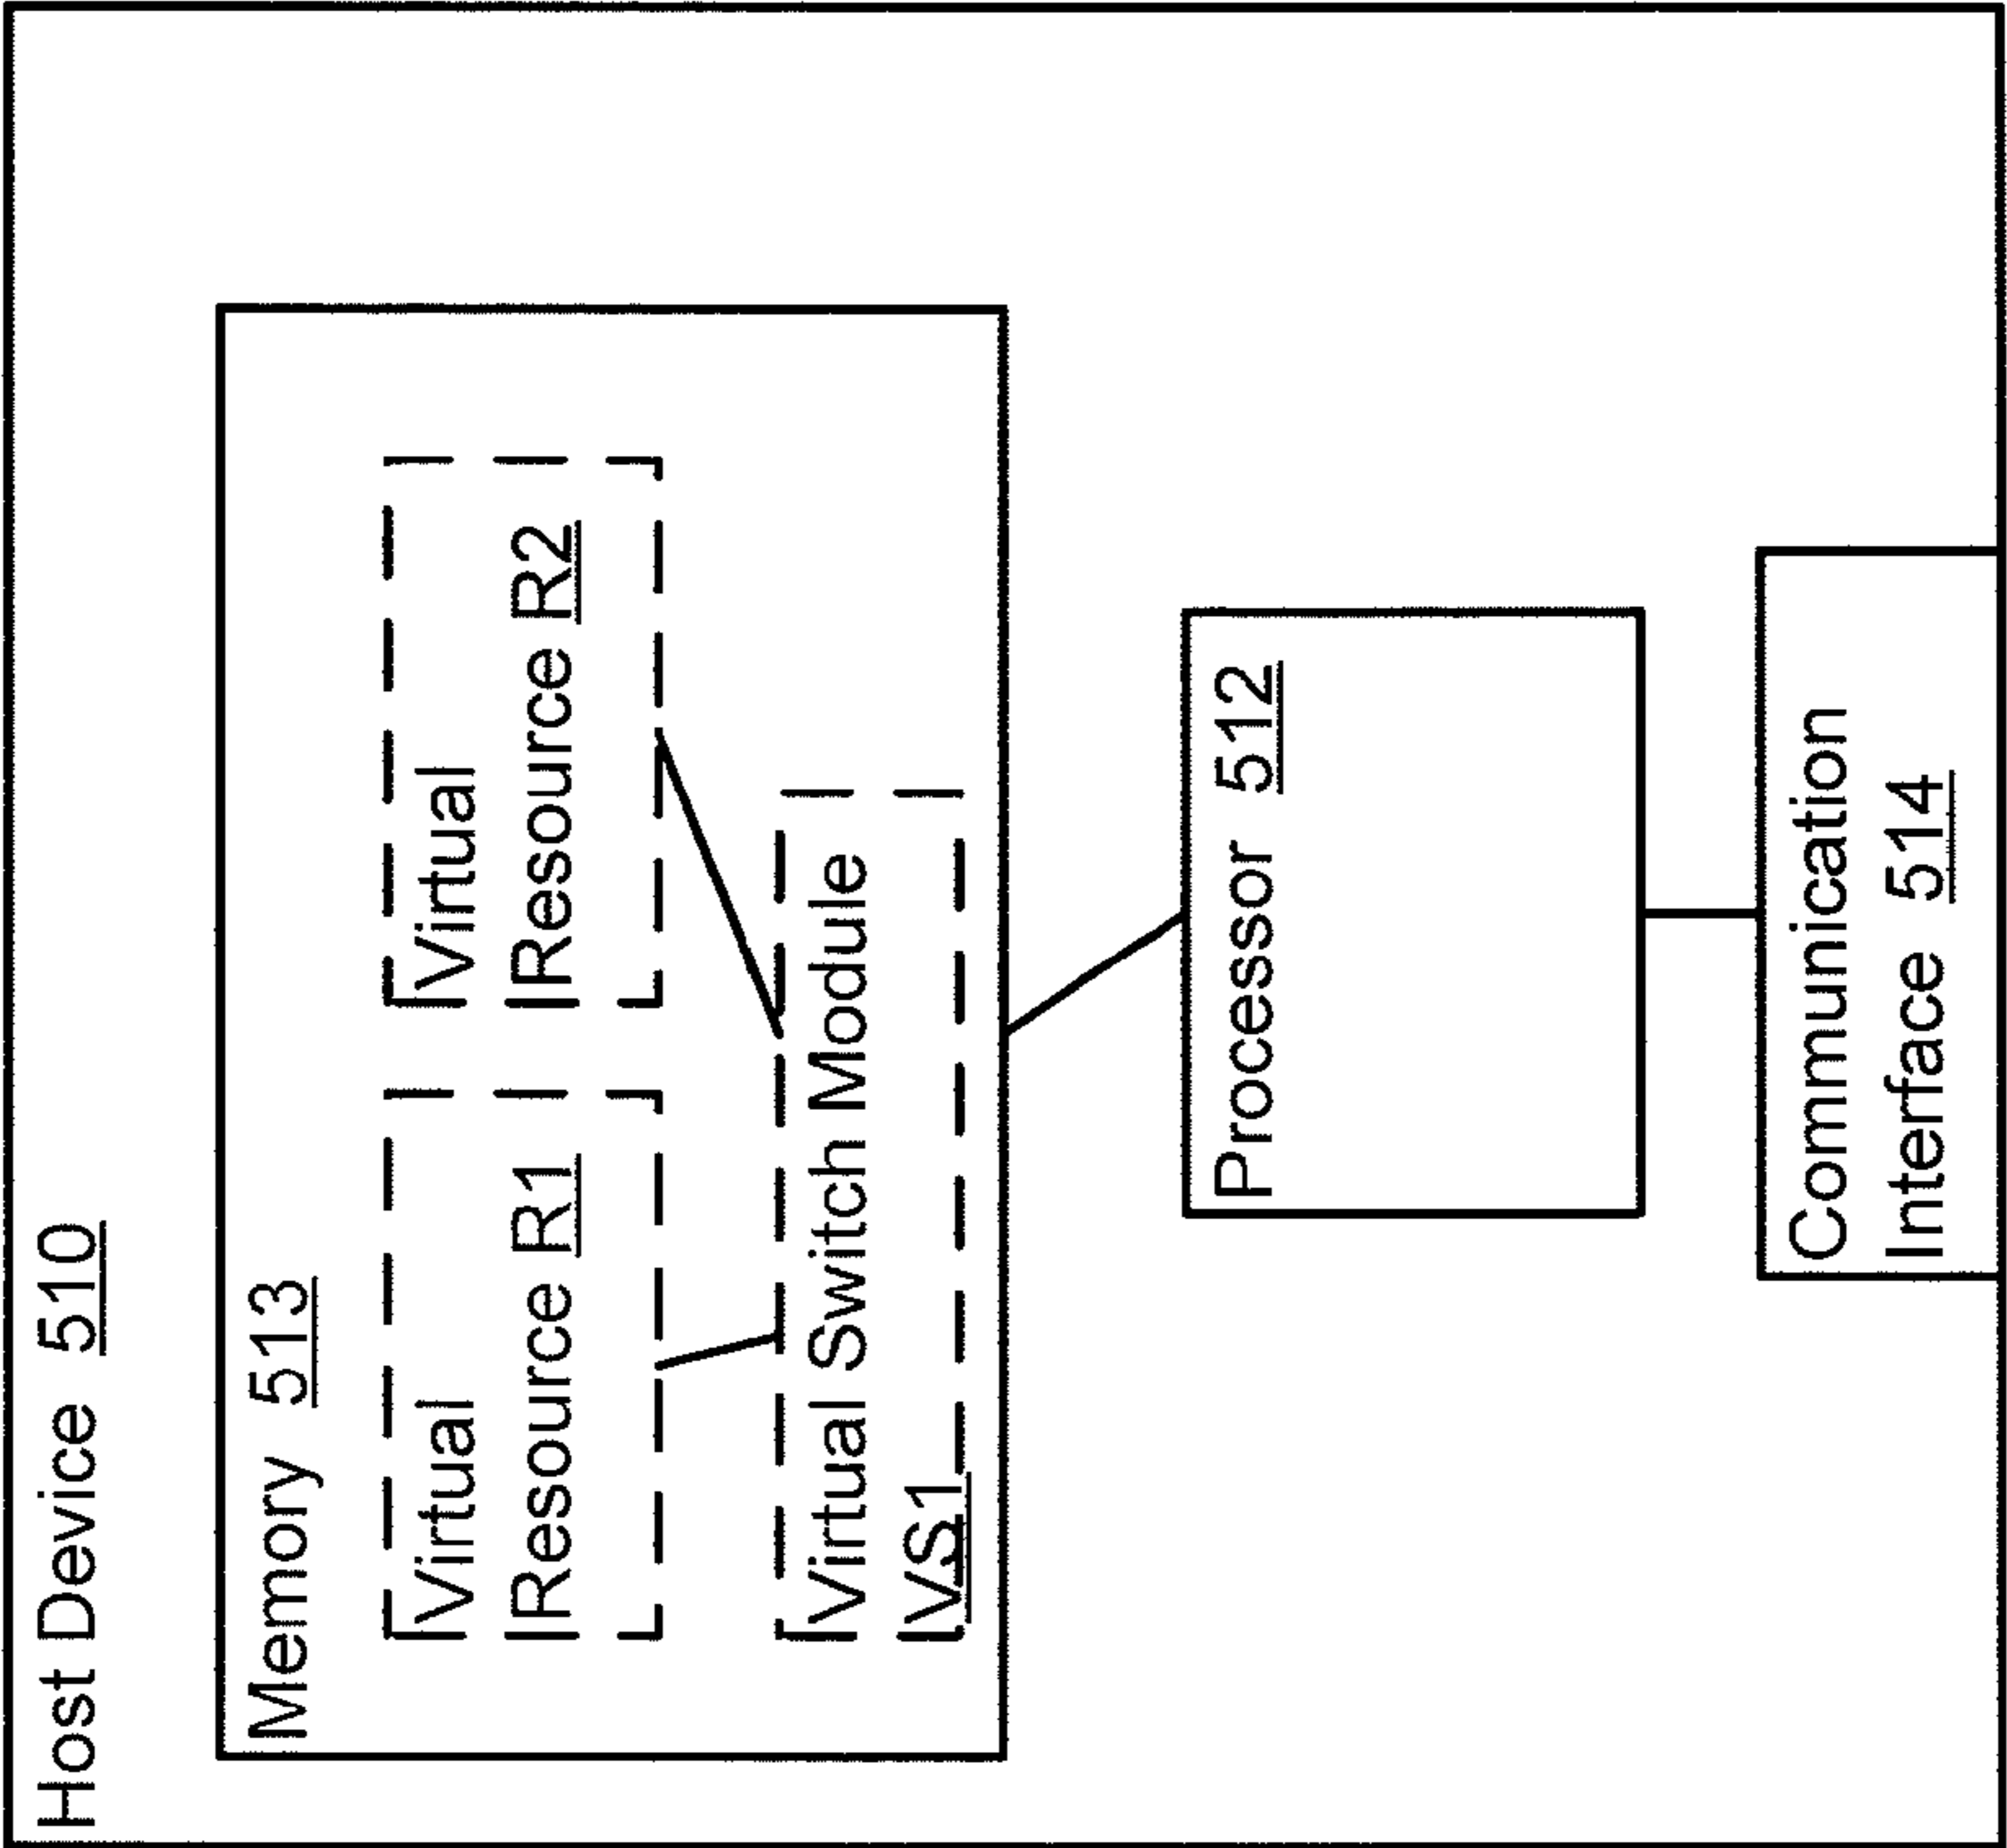 Host Device 510
Memory 513
Virtual
Resource R1
Virtual
Resource R2
Virtual Switch Module
VS1
Processor 512
Communication
Interface 514